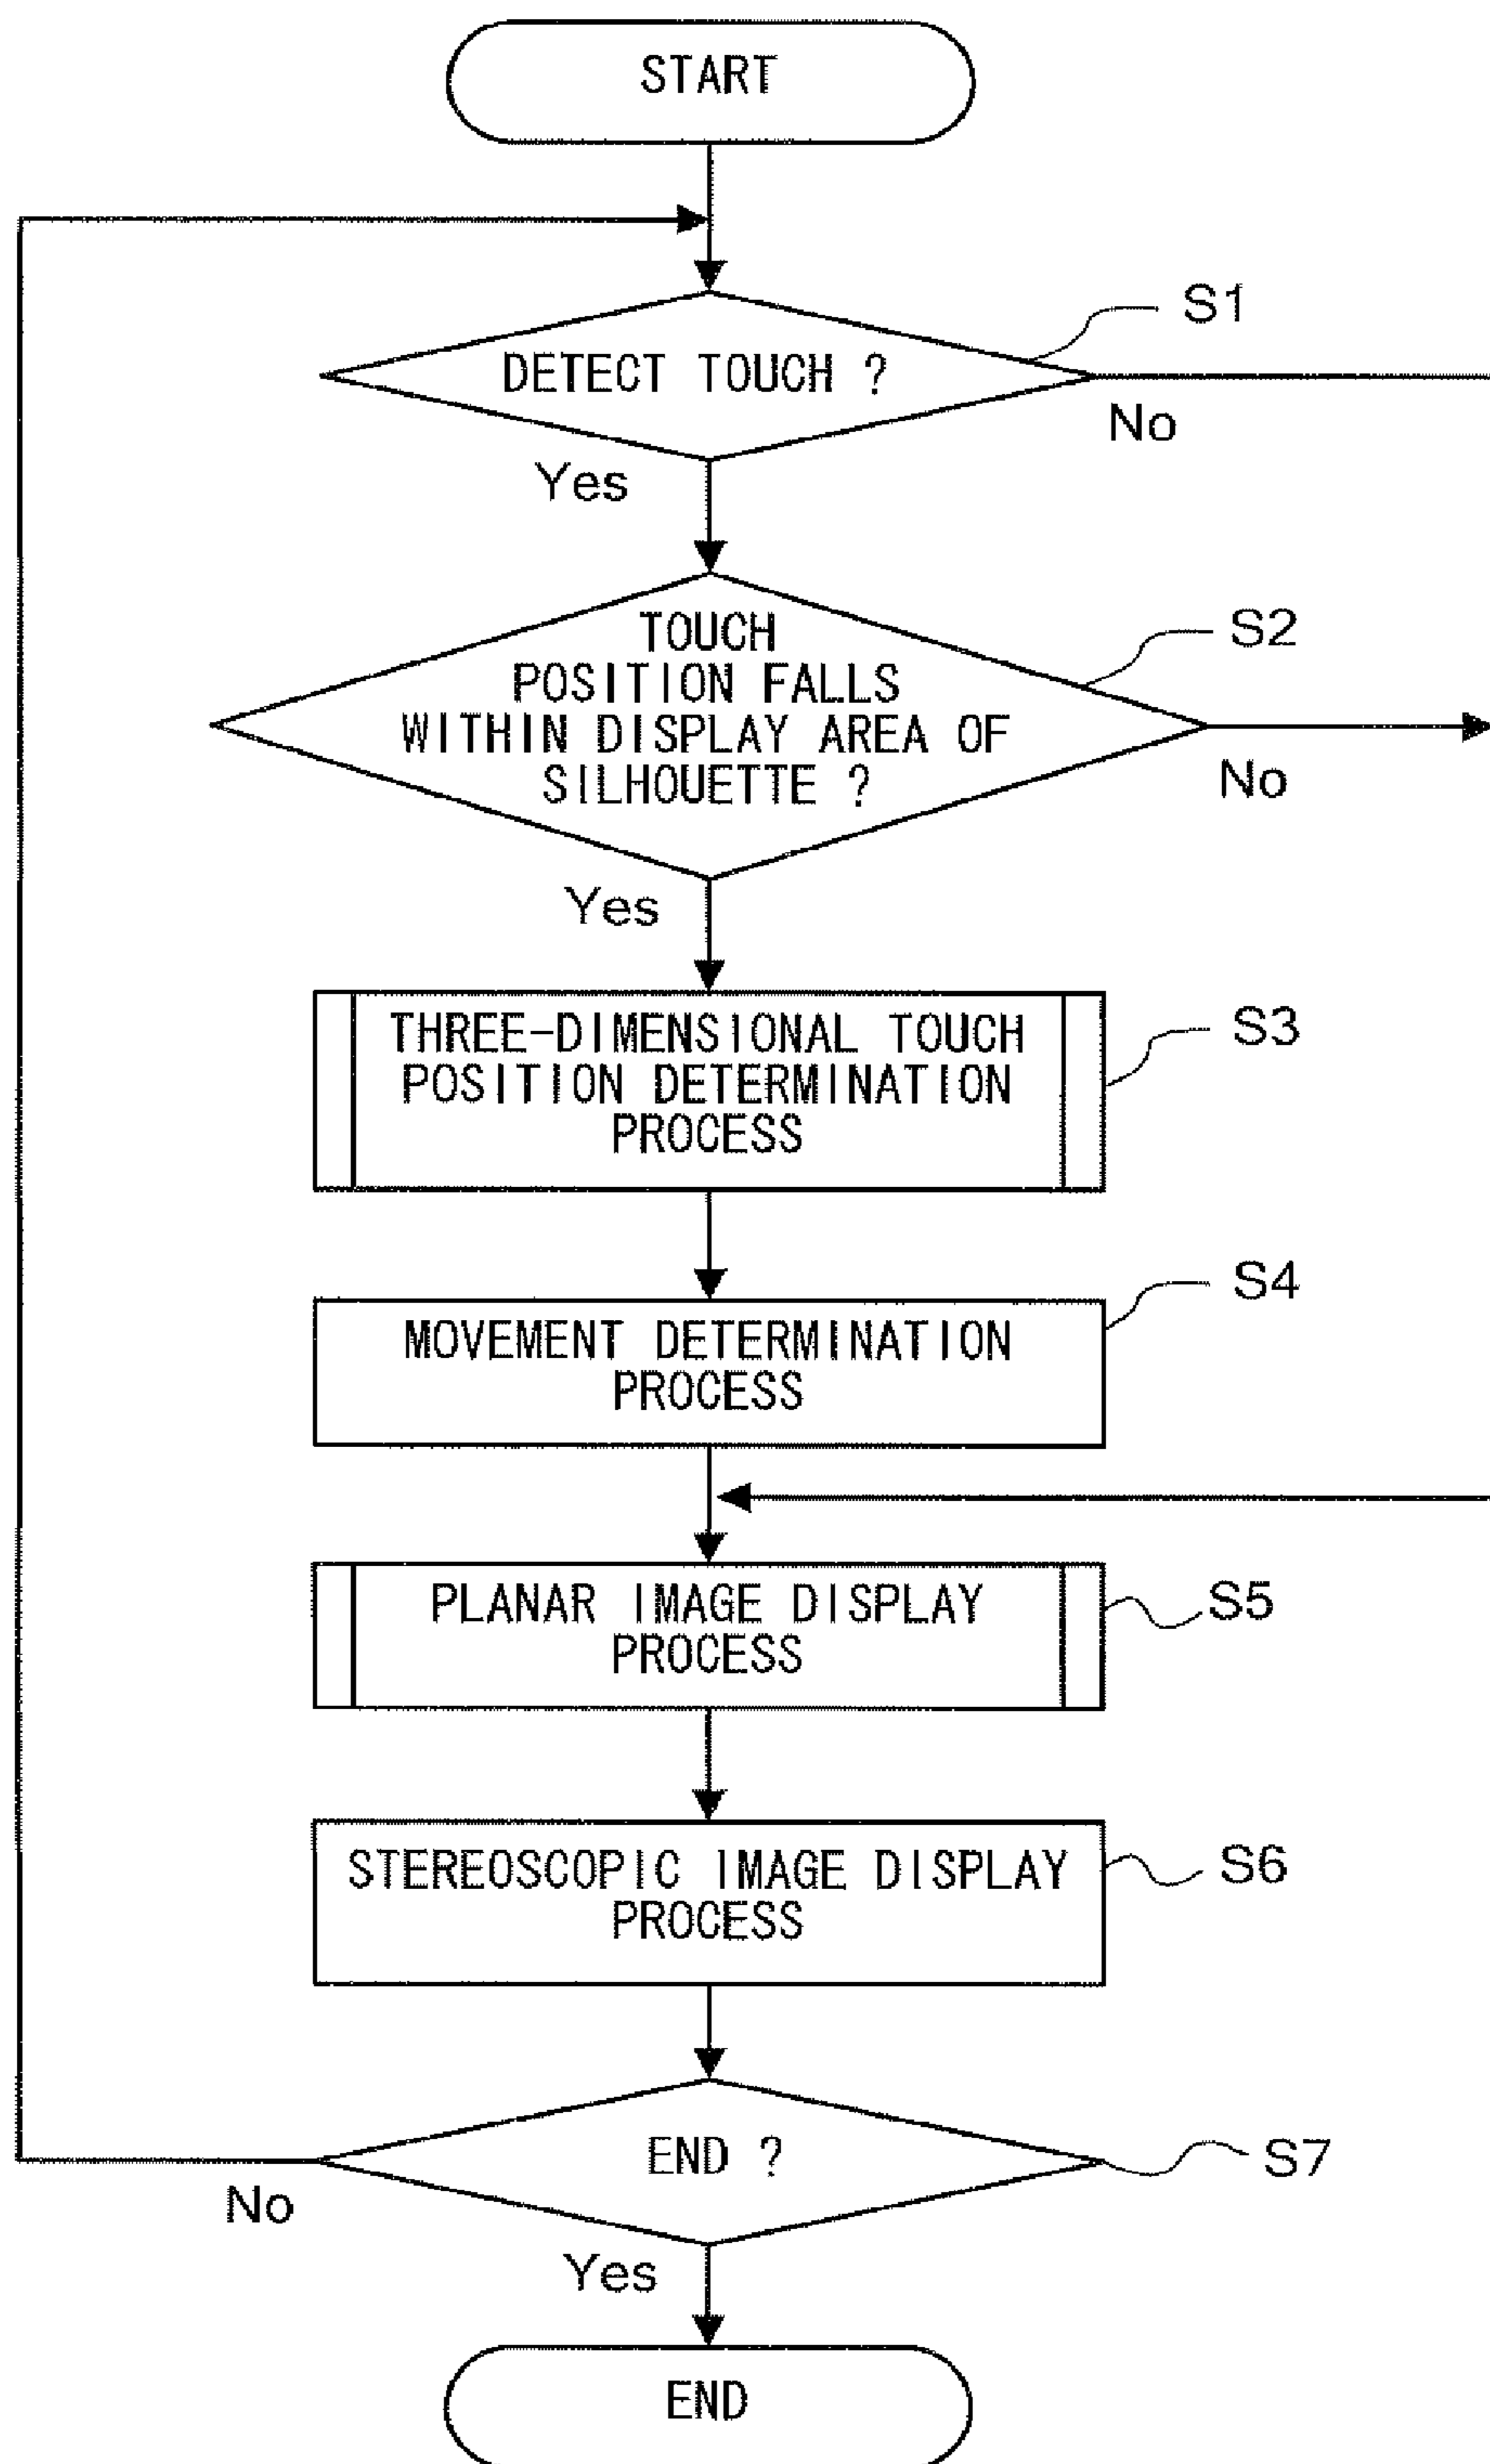 START
S1
DETECT TOUCH ?
No
Yes
S2
TOUCH
POSITION FALLS
WITHIN DISPLAY AREA OF
SILHOUETTE ?
No
Yes
S3
THREE-DIMENSIONAL TOUCH
POSITION DETERMINATION
PROCESS
S4
MOVEMENT DETERMINATION
PROCESS
S5
PLANAR IMAGE DISPLAY
PROCESS
S6
STEREOSCOPIC IMAGE DISPLAY
PROCESS
END ?
S7
No
Yes
END